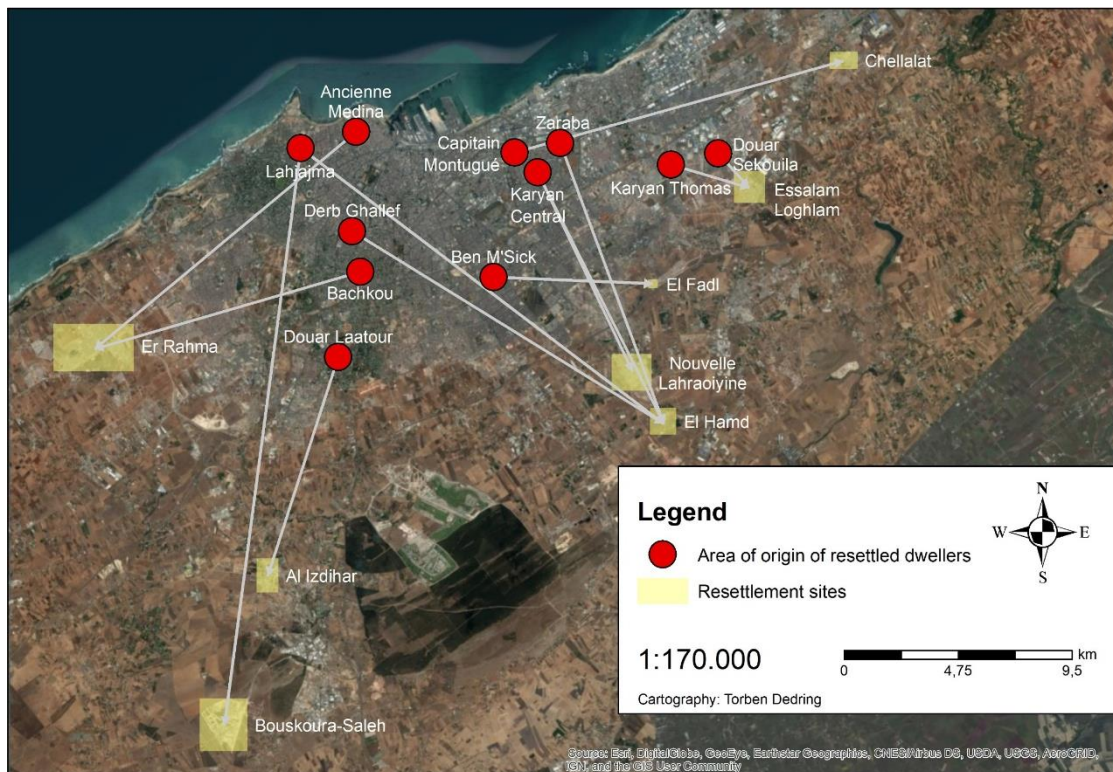 Chellalat
Ancienne
Medina
Zaraba
Capitain
Montugué
Douar
Sekouila
Lahjajma
Karyan
Central
Karyan Thomas
Essalam
Loghlam
Derb Ghallef
Ben M'Sick
El Fadl
Bachkou
Er Rahma
Douar Laatour
Nouvelle
Lahraoiyine
El Hamd
Al Izdihar
Bouskoura-Saleh
Legend
Area of origin of resettled dwellers
Resettlement sites
N
W E
S
1:170.000
km
0 4,75 9,5
Cartography: Torben Dedring
Source: Esri, DigitalGlobe, GeoEye, Earthstar Geographics, CNES/Airbus DS, USDA, USGS, AeroGRID,
IGN, and the GIS User Community